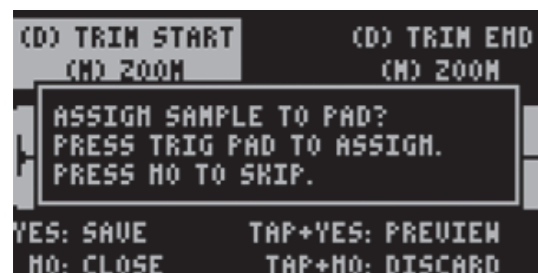 (D) TRIM START (D) TRIM END
(M) ZOOM (M) ZOOM
ASSIGN SAMPLE TO PAD?
PRESS TRIG PAD TO ASSIGN.
PRESS NO TO SKIP.
YES: SAVE TAP+YES: PREVIEW
NO: CLOSE TAP+NO: DISCARD